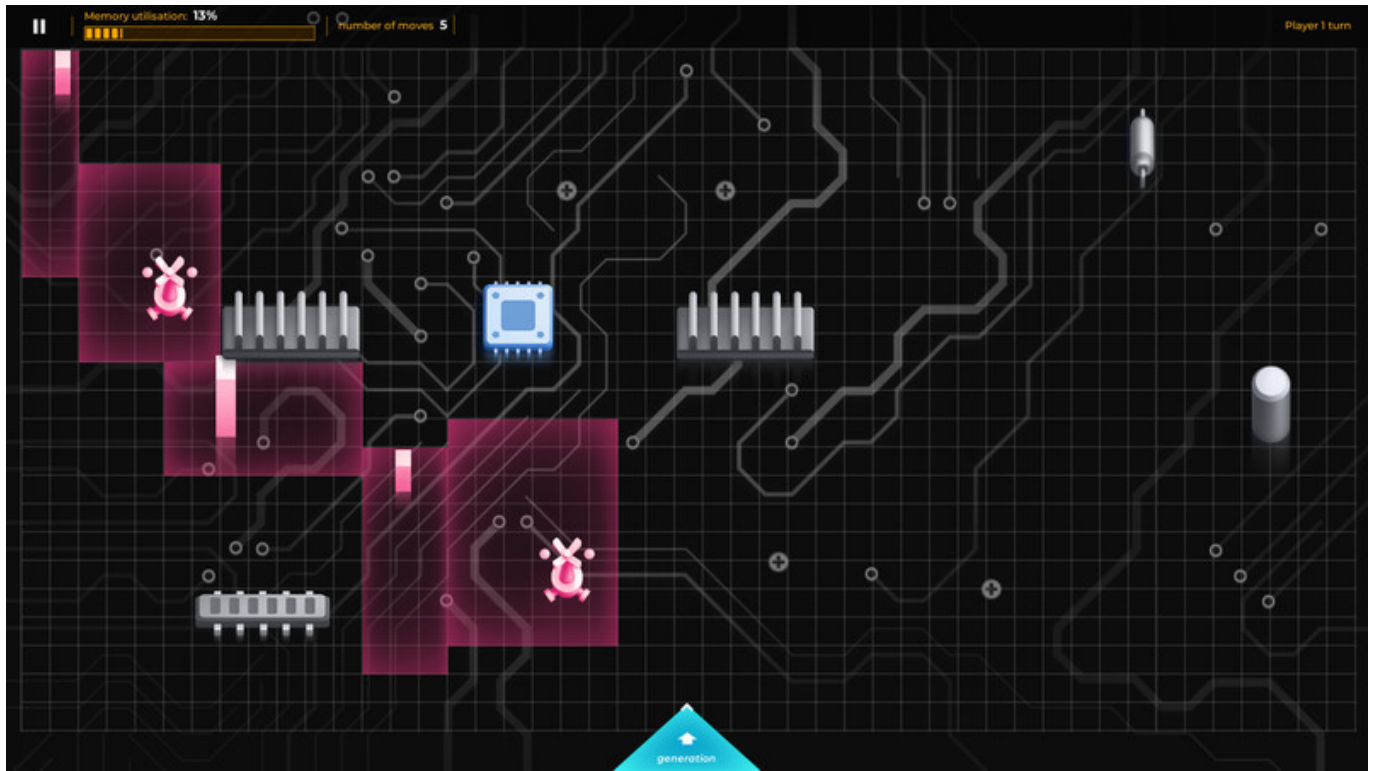 Memory utilisation: 13%
number of moves 5
Player 1 turn
generation